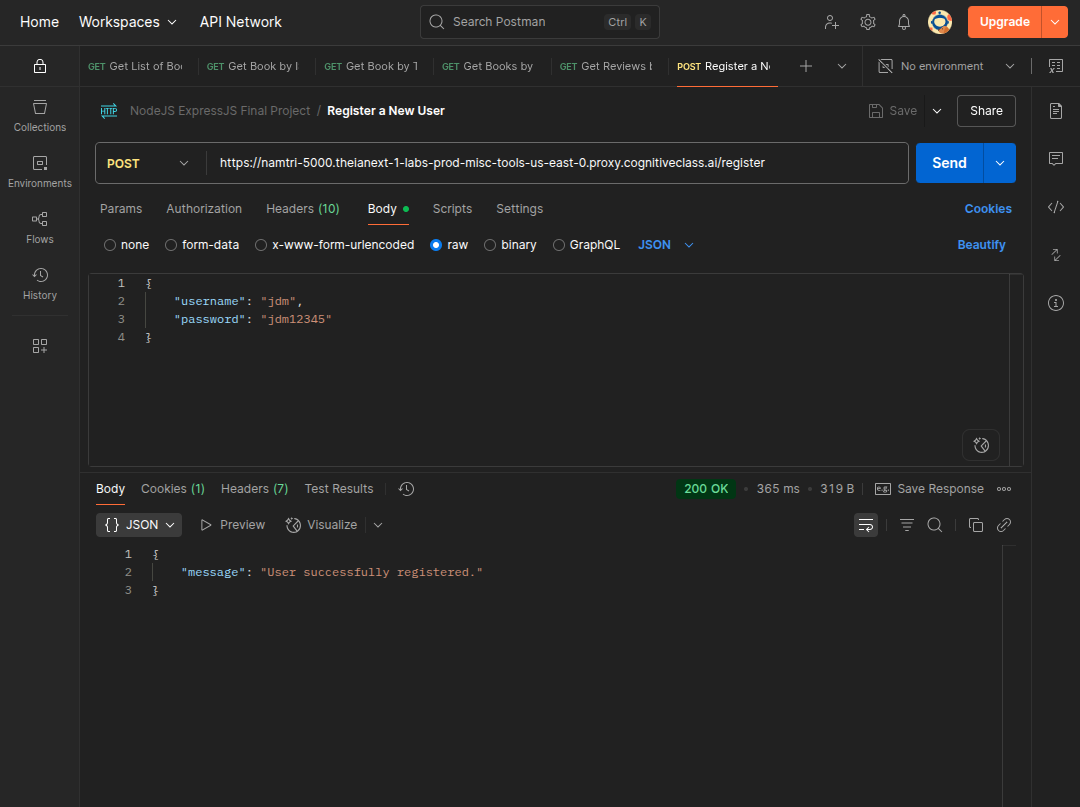 Home Workspaces API Network Search Postman Ctrl K Upgrade
GET Get List of Boo GET Get Book by I GET Get Book by T GET Get Books by GET Get Reviews b POST Register a N No environment
Collections
Environments
Flows
History
HTTP NodeJS ExpressJS Final Project / Register a New User Save Share
POST https://namtri-5000.theianext-1-labs-prod-misc-tools-us-east-0.proxy.cognitiveclass.ai/register Send
Params Authorization Headers (10) Body Scripts Settings Cookies
none form-data x-www-form-urlencoded raw binary GraphQL JSON Beautify
1 {
2 "username": "jdm",
3 "password": "jdm12345"
4 }
Body Cookies (1) Headers (7) Test Results 200 OK 365 ms 319 B e.g. Save Response
{} JSON Preview Visualize
1 {
2 "message": "User successfully registered."
3 }